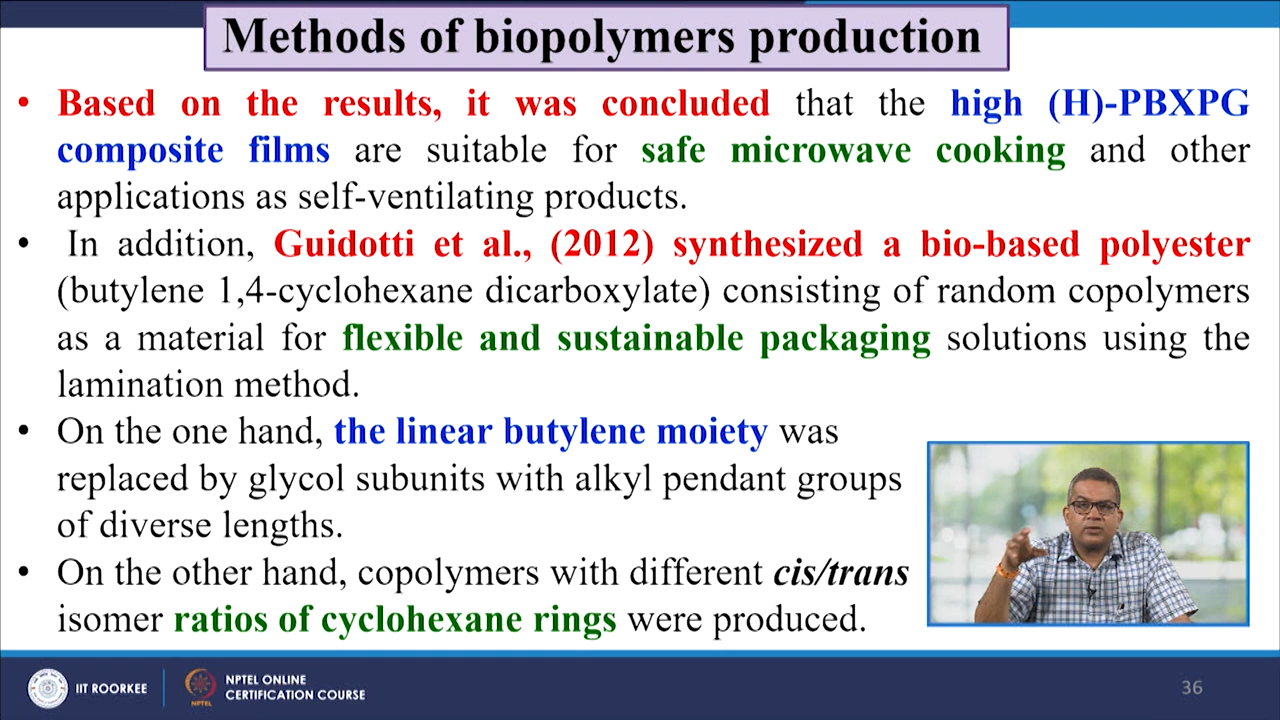 Methods of biopolymers production
• Based on the results, it was concluded that the high (H)-PBXPG
composite films are suitable for safe microwave cooking and other
applications as self-ventilating products.
• In addition, Guidotti et al., (2012) synthesized a bio-based polyester
(butylene 1,4-cyclohexane dicarboxylate) consisting of random copolymers
as a material for flexible and sustainable packaging solutions using the
lamination method.
• On the one hand, the linear butylene moiety was
replaced by glycol subunits with alkyl pendant groups
of diverse lengths.
• On the other hand, copolymers with different cis/trans
isomer ratios of cyclohexane rings were produced.
IIT ROORKEE
NPTEL
NPTEL ONLINE
CERTIFICATION COURSE
36